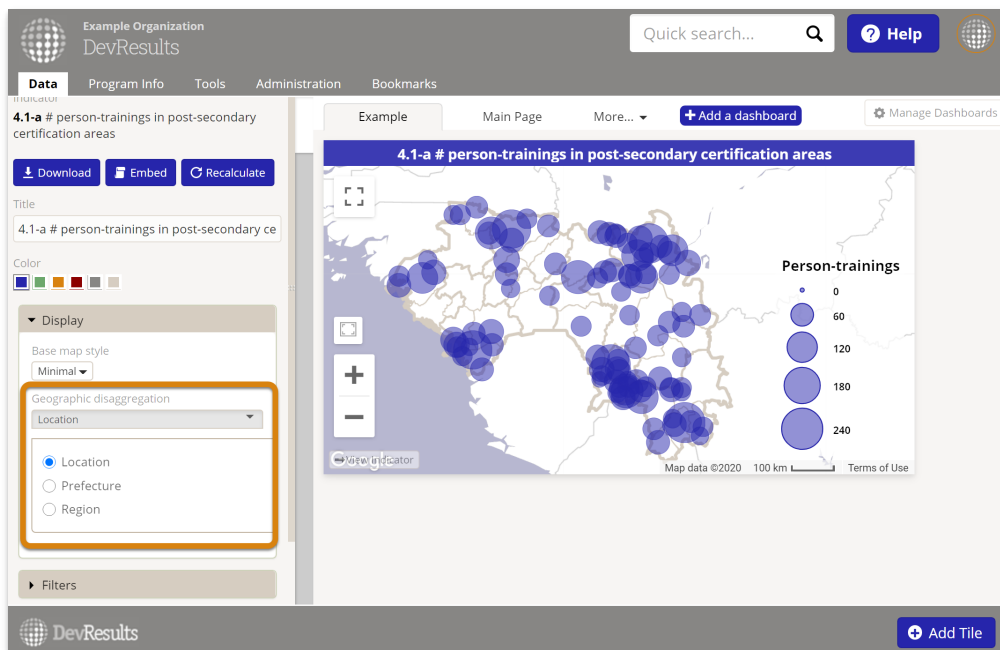 Example Organization
DevResults
Quick search...
Help
Data
Program Info
Tools
Administration
Bookmarks
Indicator
4.1-a # person-trainings in post-secondary
certification areas
Download
Embed
Recalculate
Title
4.1-a # person-trainings in post-secondary ce
Color
Display
Base map style
Minimal
Geographic disaggregation
Location
Location
Prefecture
Region
Filters
Example
Main Page
More...
Add a dashboard
Manage Dashboards
4.1-a # person-trainings in post-secondary certification areas
Person-trainings
0
60
120
180
240
+
−
Google
View indicator
Map data ©2020
100 km
Terms of Use
DevResults
Add Tile